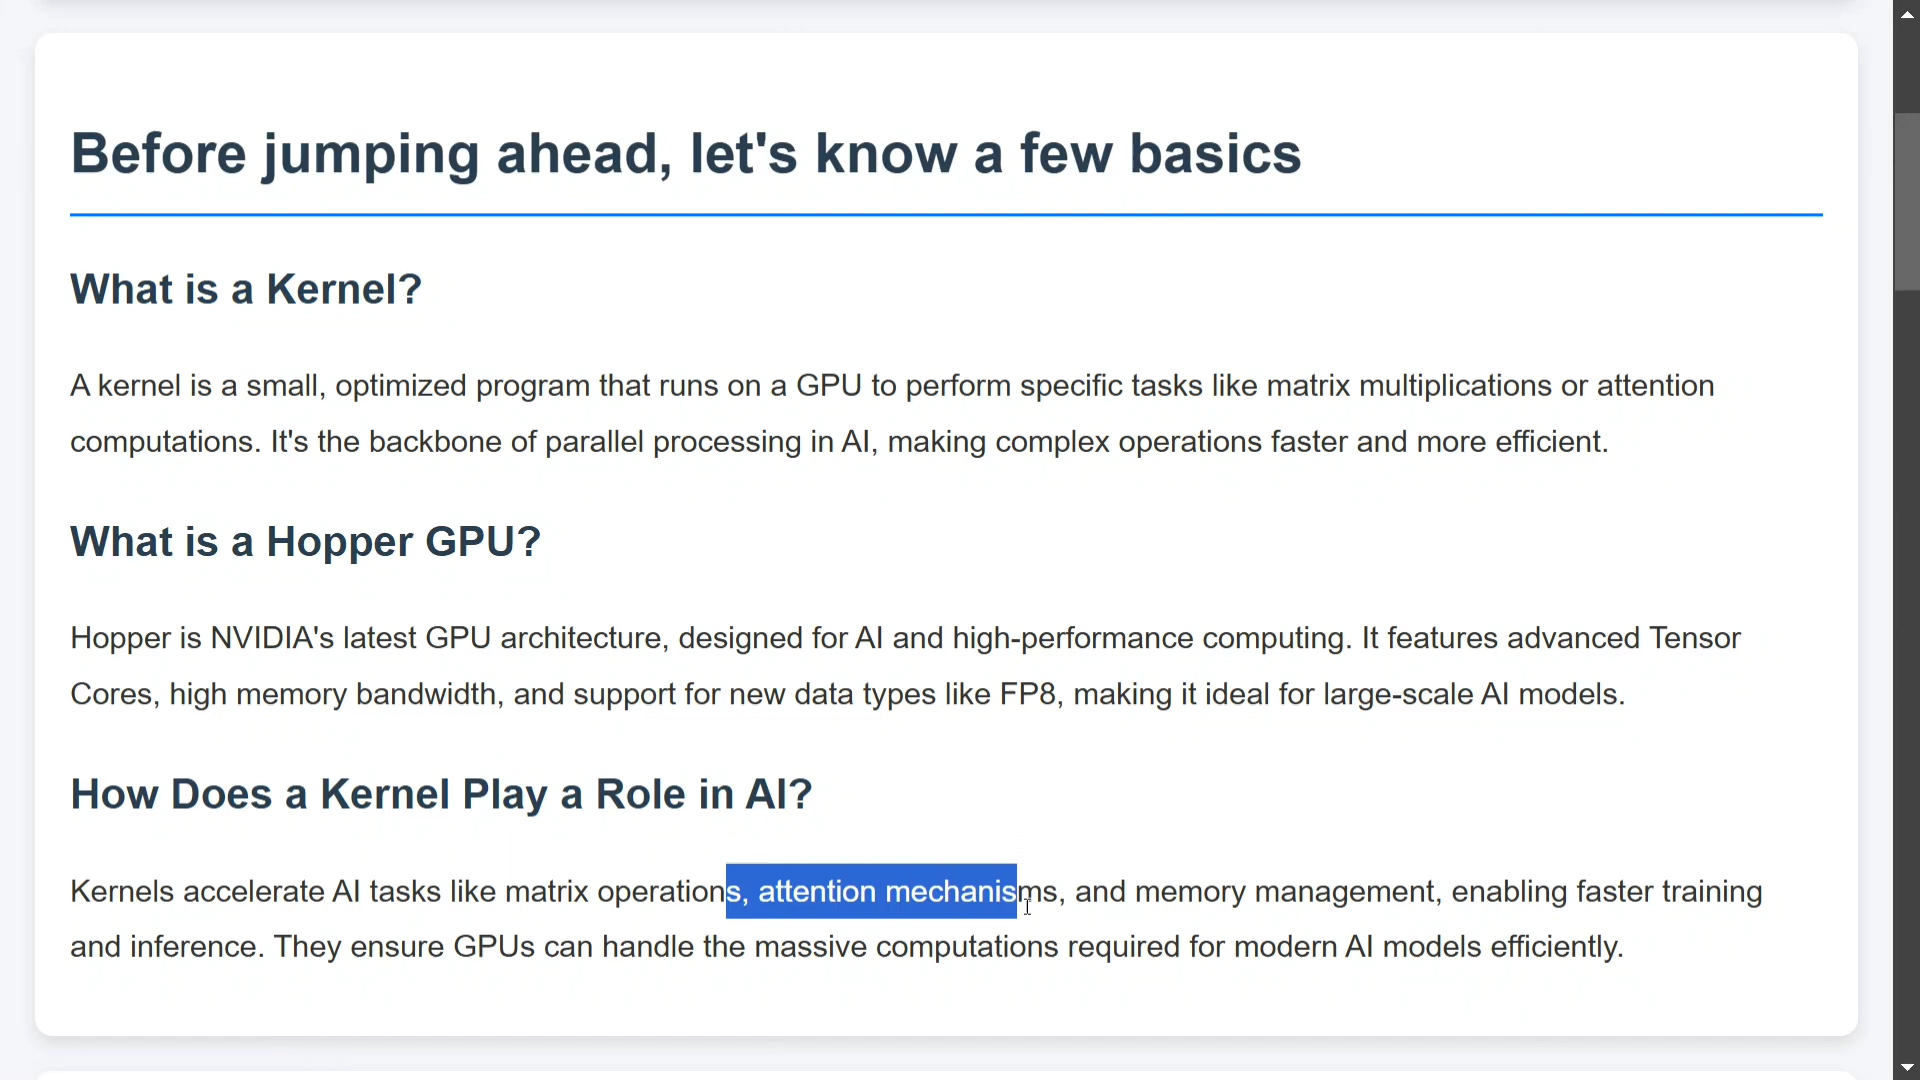 Before jumping ahead, let's know a few basics
What is a Kernel?
A kernel is a small, optimized program that runs on a GPU to perform specific tasks like matrix multiplications or attention
computations. It's the backbone of parallel processing in AI, making complex operations faster and more efficient.
What is a Hopper GPU?
Hopper is NVIDIA's latest GPU architecture, designed for AI and high-performance computing. It features advanced Tensor
Cores, high memory bandwidth, and support for new data types like FP8, making it ideal for large-scale AI models.
How Does a Kernel Play a Role in AI?
Kernels accelerate AI tasks like matrix operations, attention mechanisms, and memory management, enabling faster training
and inference. They ensure GPUs can handle the massive computations required for modern AI models efficiently.